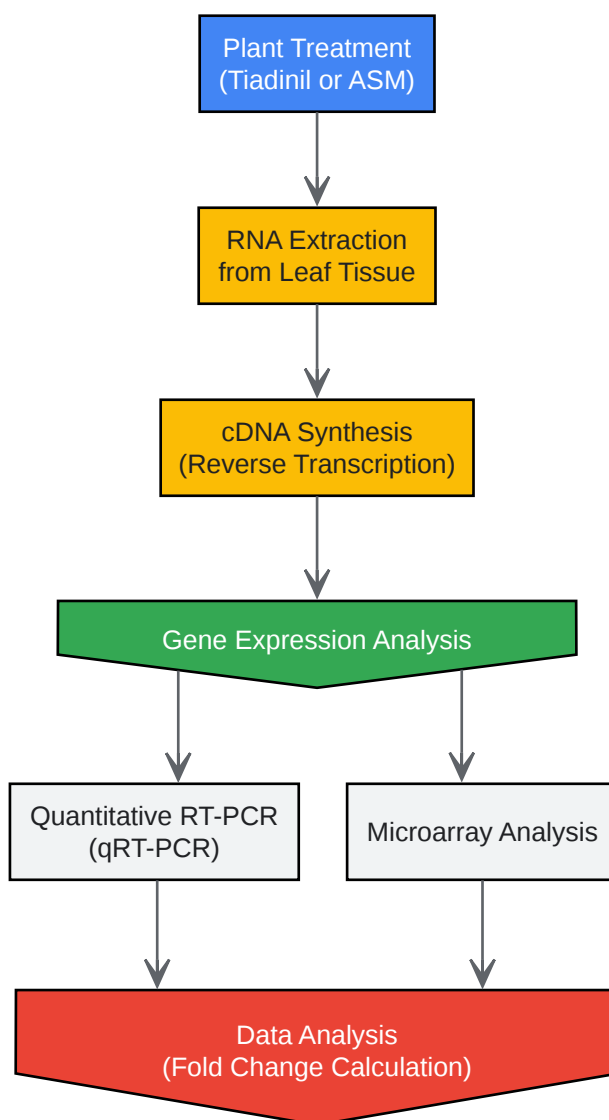 Plant Treatment
(Tiadinil or ASM)
RNA Extraction
from Leaf Tissue
cDNA Synthesis
(Reverse Transcription)
Gene Expression Analysis
Quantitative RT-PCR
(qRT-PCR)
Microarray Analysis
Data Analysis
(Fold Change Calculation)